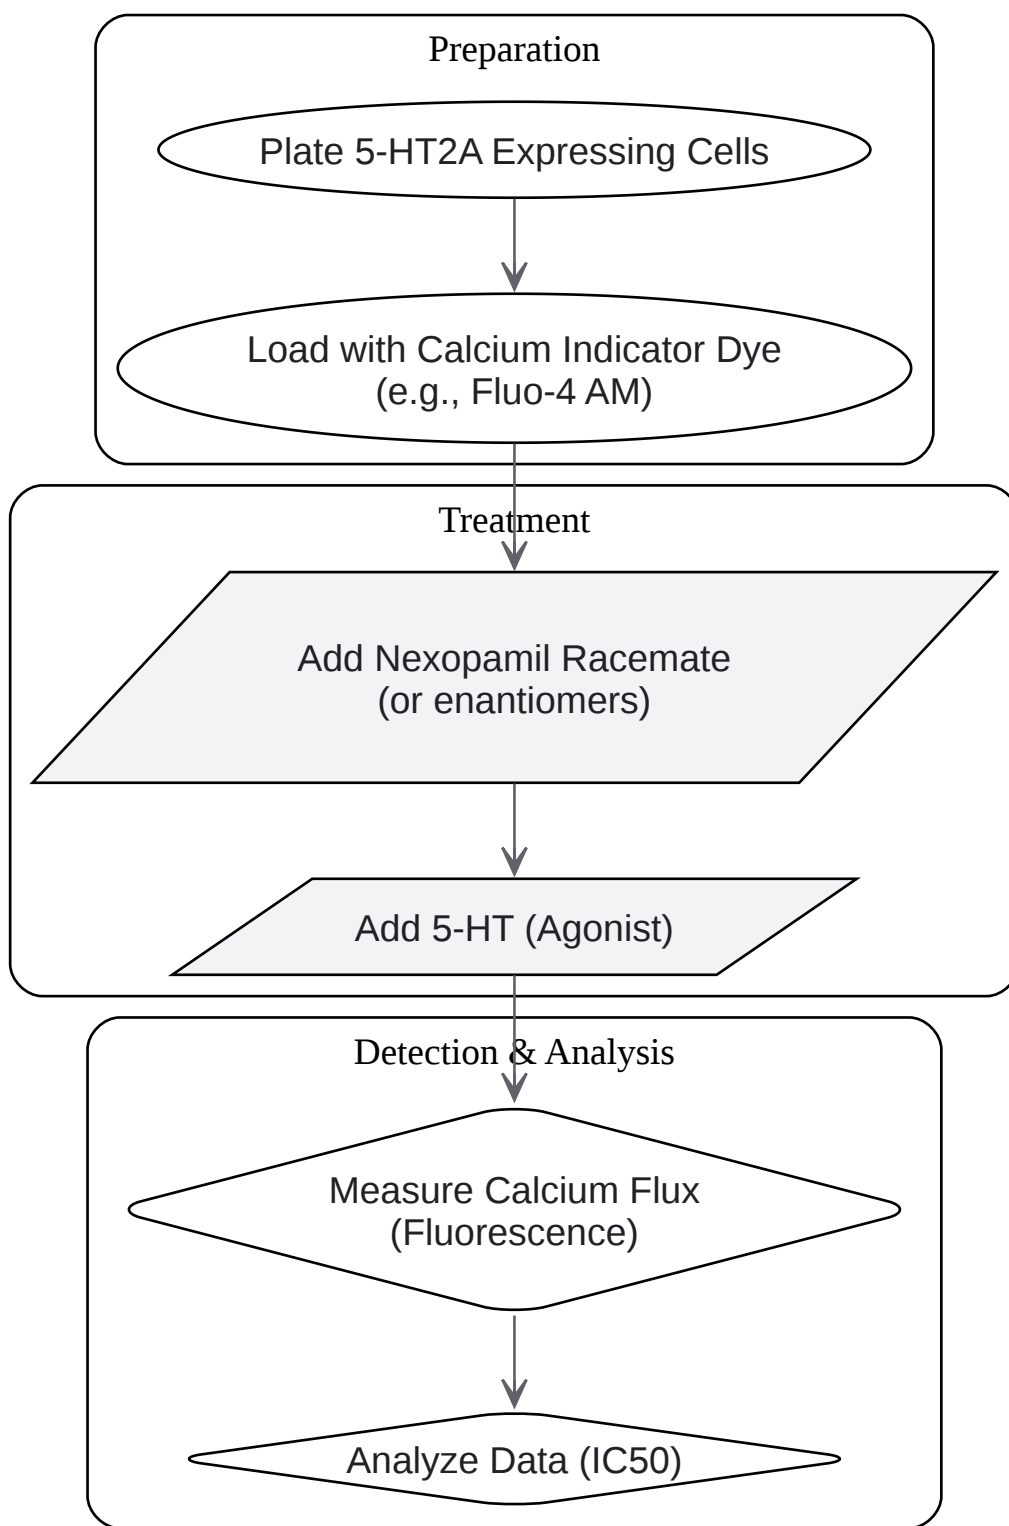 Preparation
Plate 5-HT2A Expressing Cells
Load with Calcium Indicator Dye
(e.g., Fluo-4 AM)
Treatment
Add Nexopamil Racemate
(or enantiomers)
Add 5-HT (Agonist)
Detection & Analysis
Measure Calcium Flux
(Fluorescence)
Analyze Data (IC50)